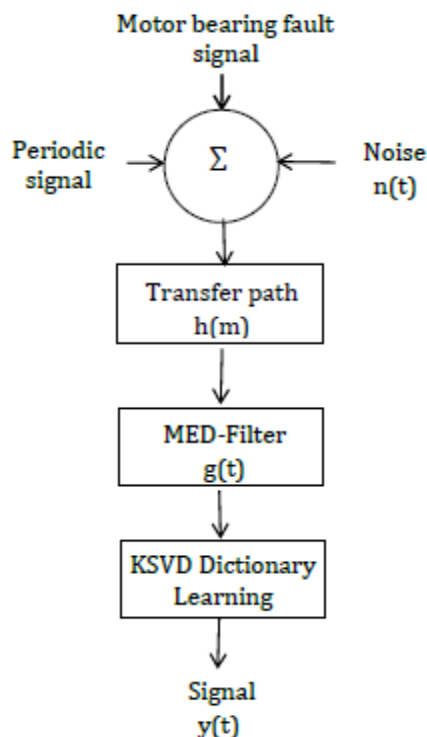 Motor bearing fault
signal
Periodic
signal
Σ
Noise
n(t)
Transfer path
h(m)
MED-Filter
g(t)
KSVD Dictionary
Learning
Signal
y(t)